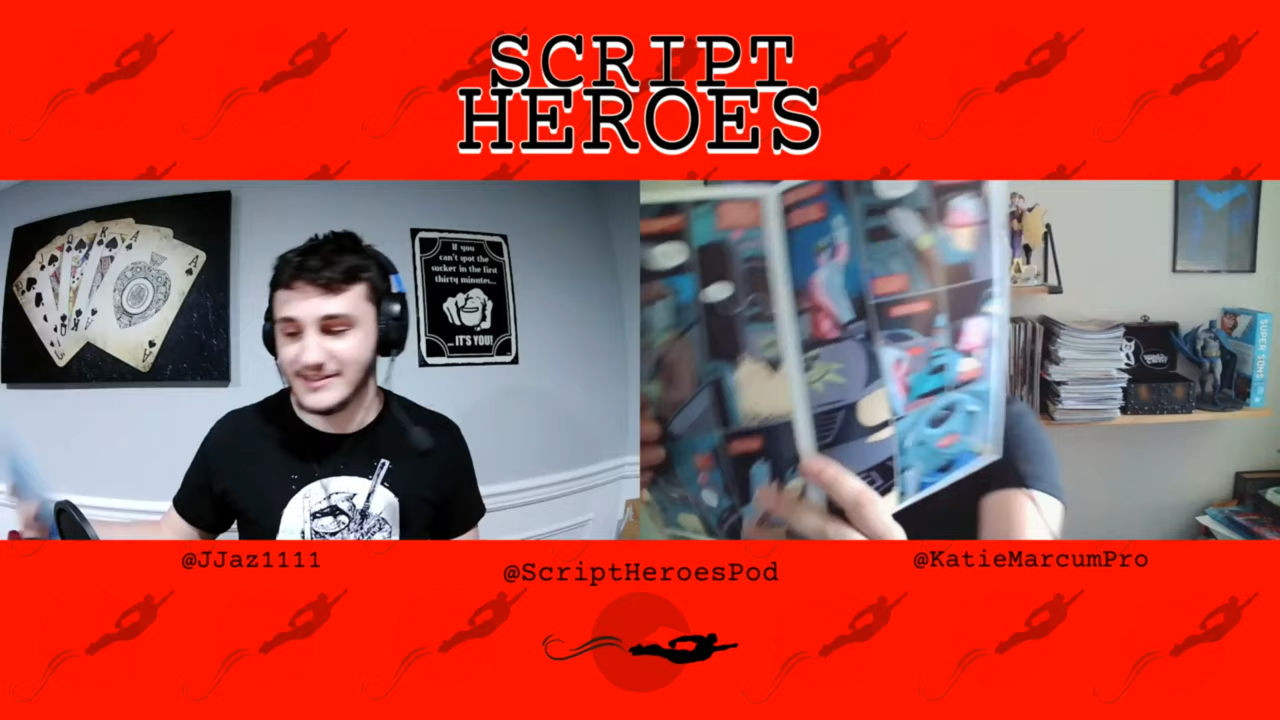 SCRIPT
HEROES
If you
can't spot the
sucker in the first
thirty minutes...
...IT'S YOU!
SUPER SONS
@JJaz1111
@ScriptHeroesPod
@KatieMarcumPro